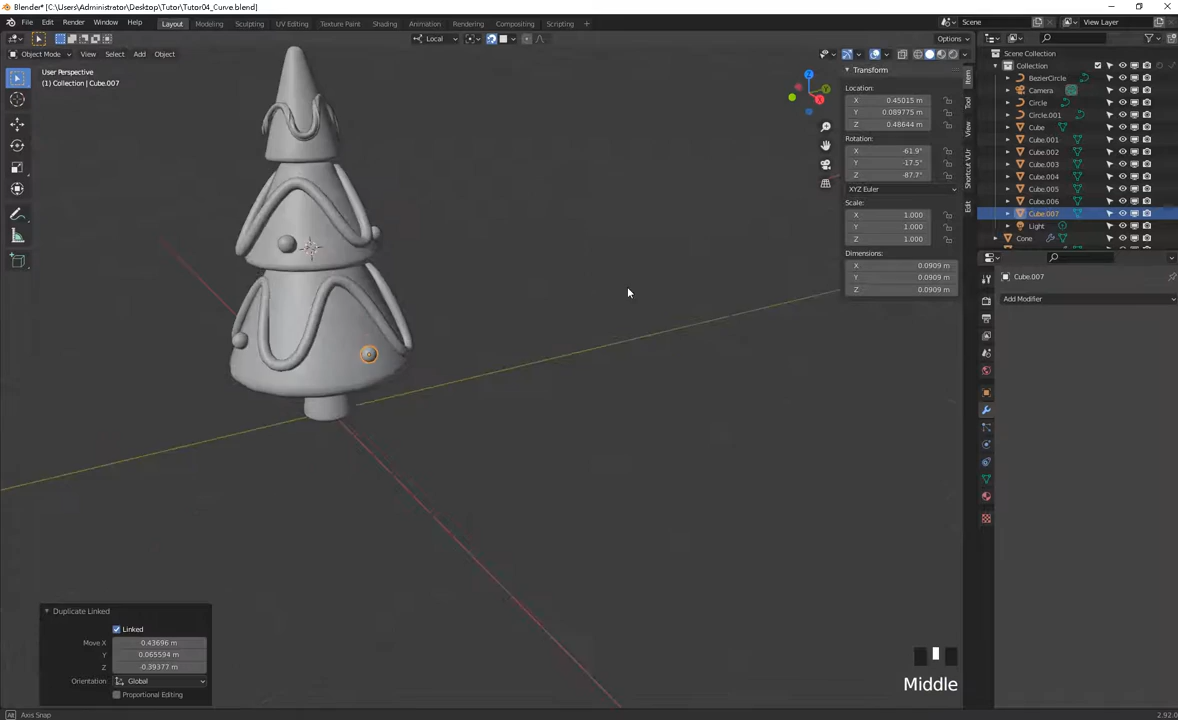 Blender* [C:\Users\Administrator\Desktop\Tutor\Tutor04_Curve.blend]
File Edit Render Window Help Layout Modeling Sculpting UV Editing Texture Paint Shading Animation Rendering Compositing Scripting + Scene View Layer
Local Options
Object Mode View Select Add Object
User Perspective
(1) Collection | Cube.007
Transform
Location:
X 0.45015 m
Y 0.089775 m
Z 0.48644 m
Rotation:
X -61.9°
Y -17.5°
Z -87.7°
XYZ Euler
Scale:
X 1.000
Y 1.000
Z 1.000
Dimensions:
X 0.0909 m
Y 0.0909 m
Z 0.0909 m
Item
Tool
View
Shortcut VUr
Edit
Scene Collection
Collection
BezierCircle
Camera
Circle
Circle.001
Cube
Cube.001
Cube.002
Cube.003
Cube.004
Cube.005
Cube.006
Cube.007
Light
Cone
Cube.007
Add Modifier
Duplicate Linked
Linked
Move X 0.43696 m
Y 0.065594 m
Z -0.39377 m
Orientation: Global
Proportional Editing
Middle
Axis Snap
2.92.0